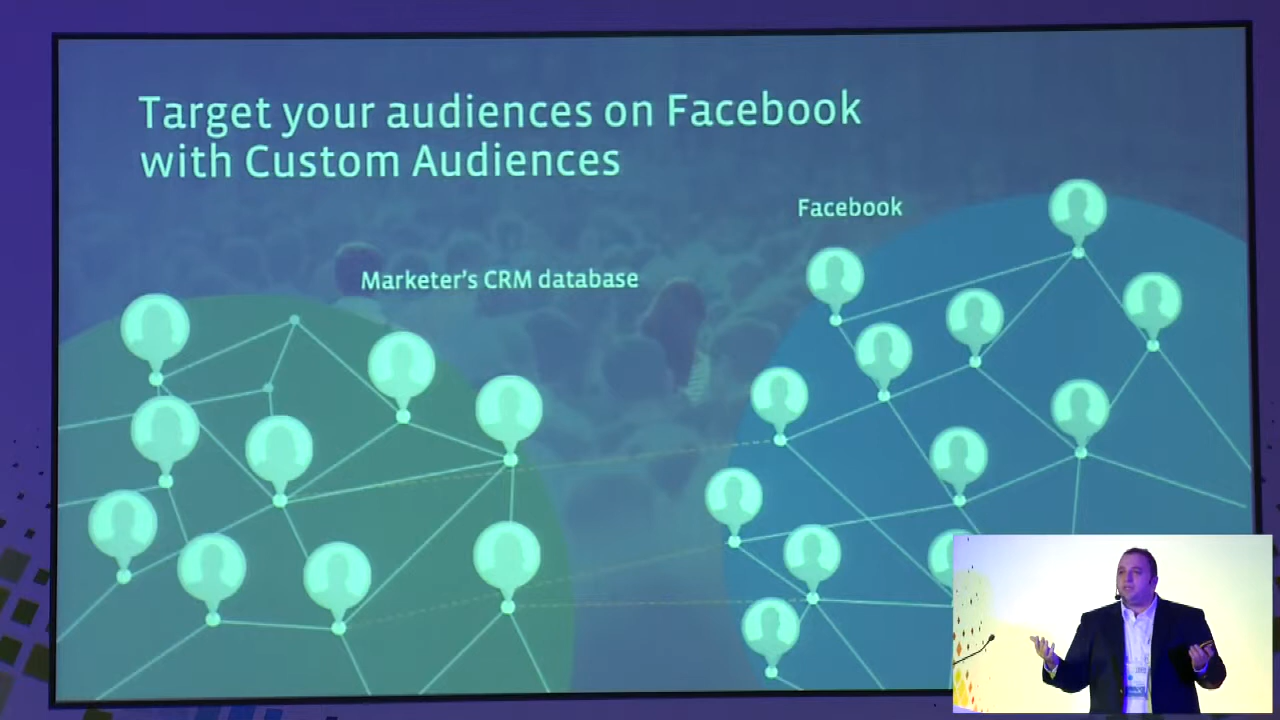 Target your audiences on Facebook
with Custom Audiences
Facebook
Marketer's CRM database